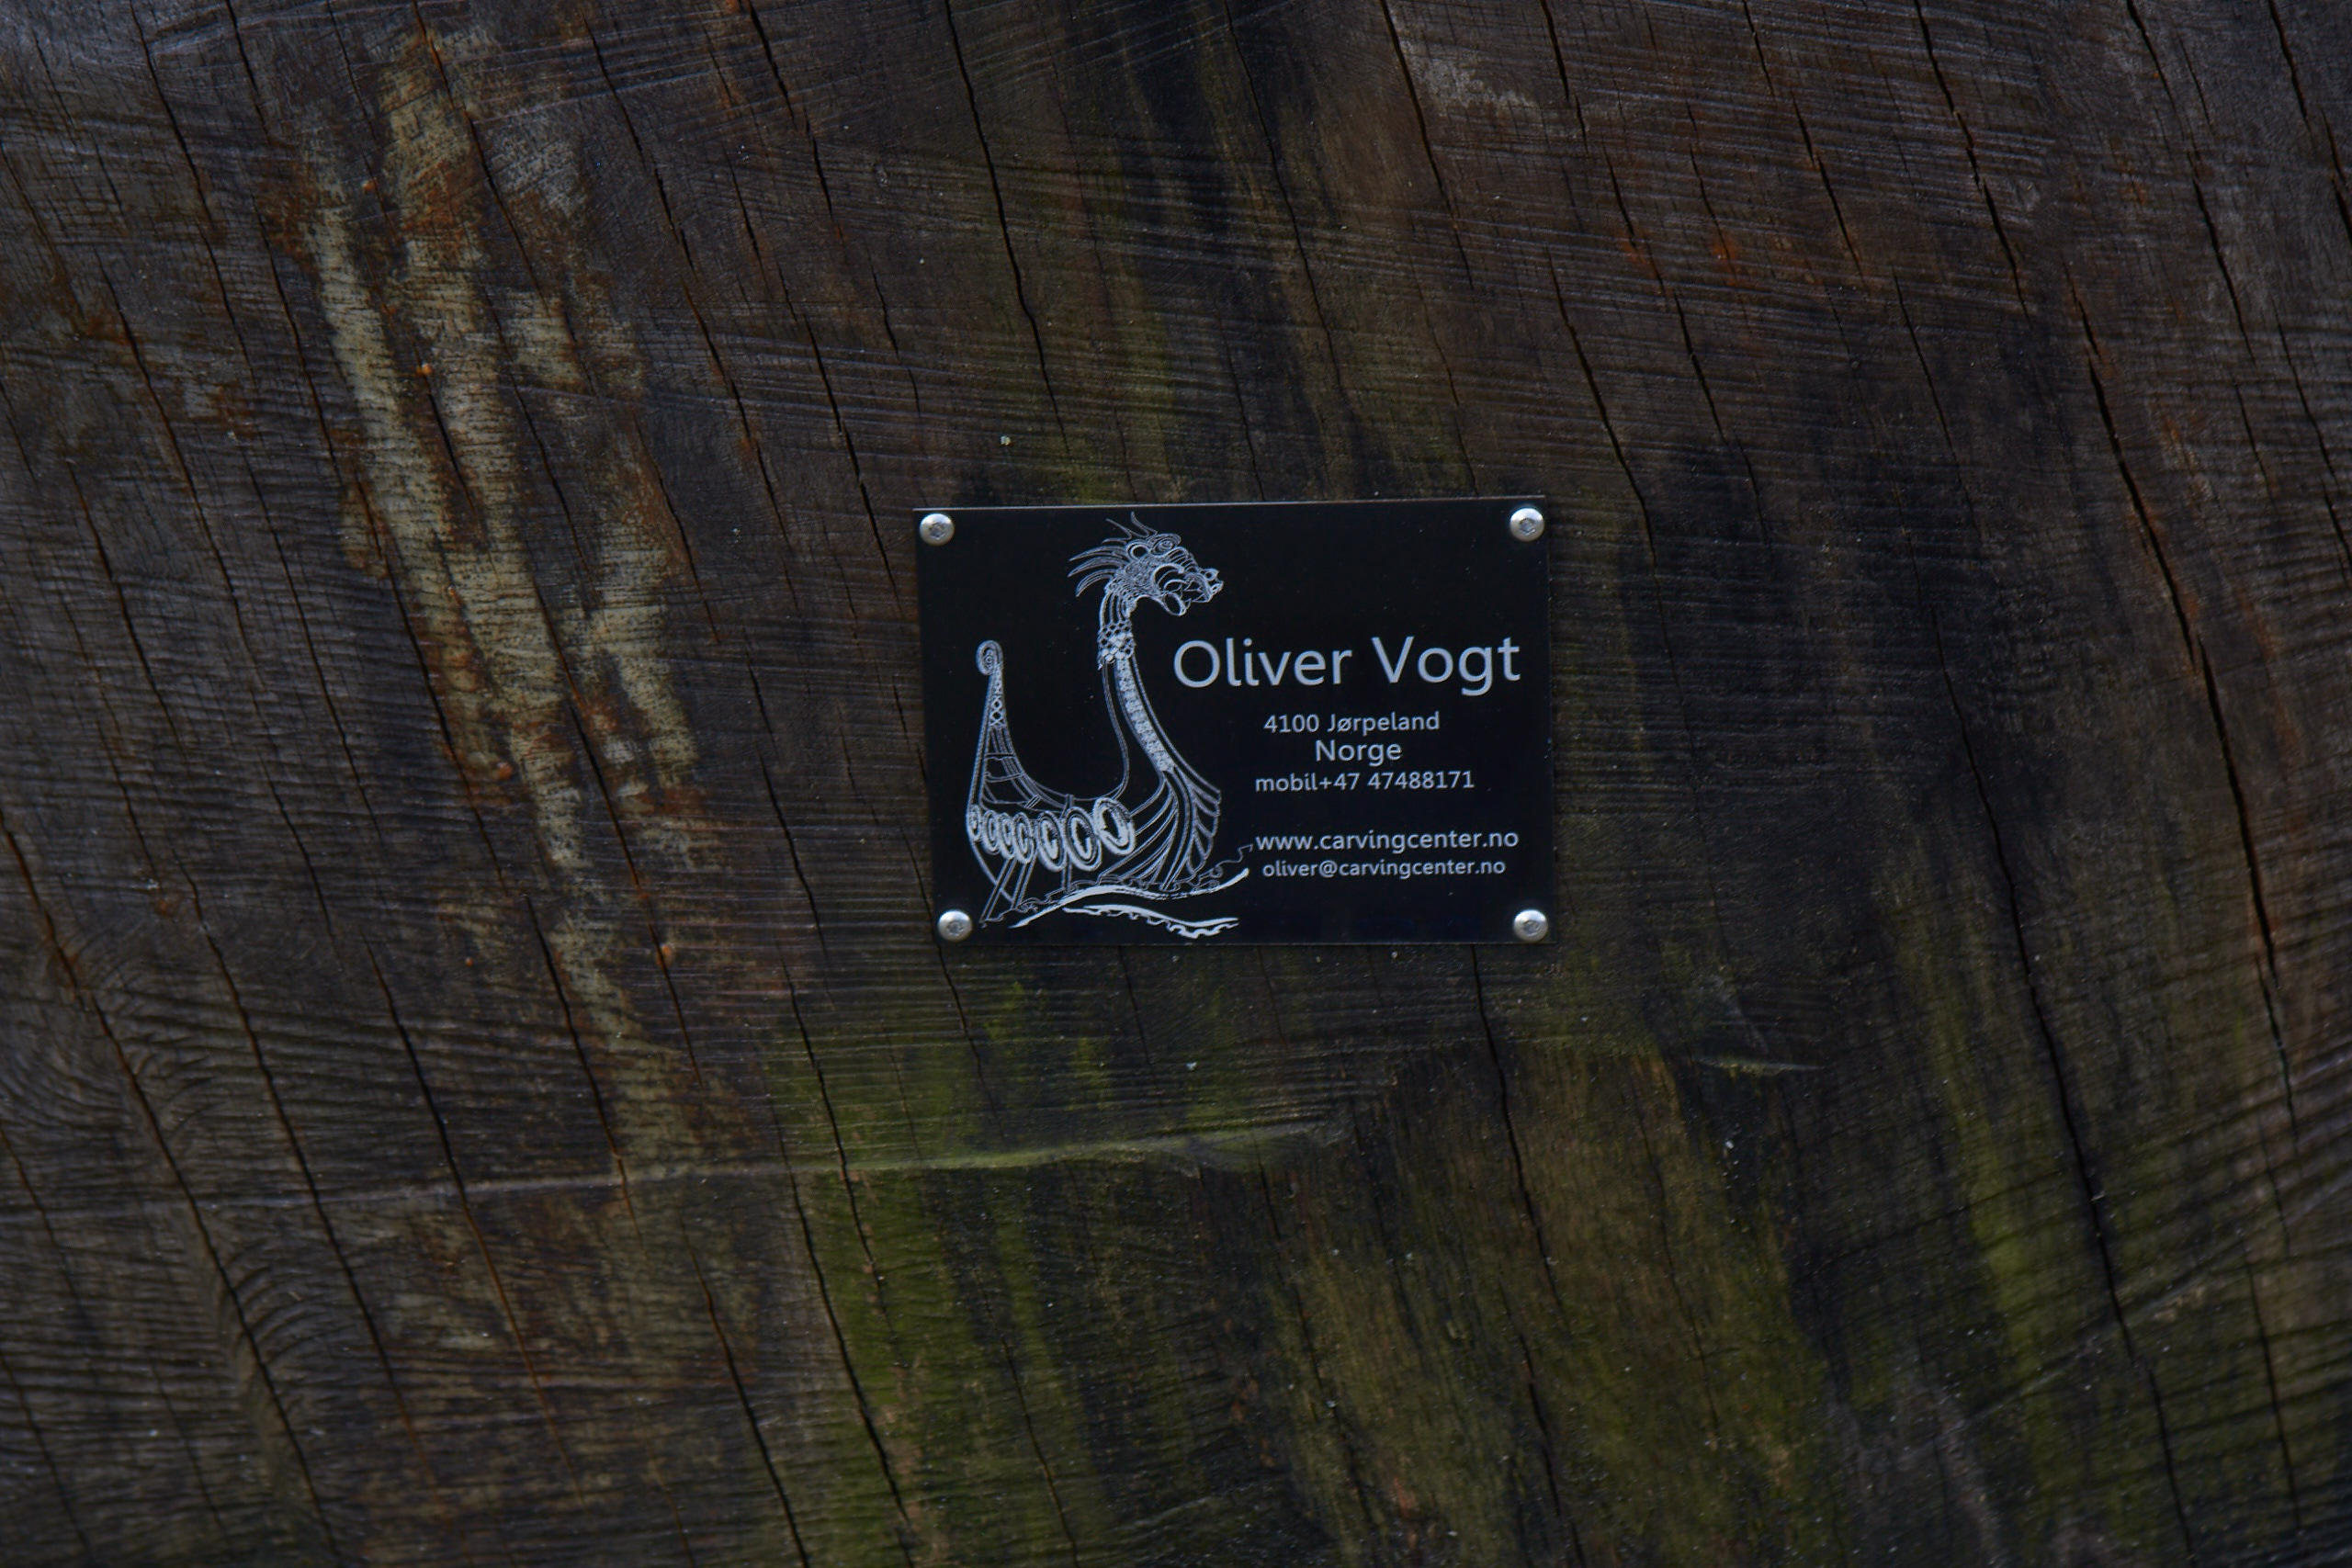 Oliver Vogt
4100 Jørpeland
Norge
mobil+47 47488171
www.carvingcenter.no
oliver@carvingcenter.no